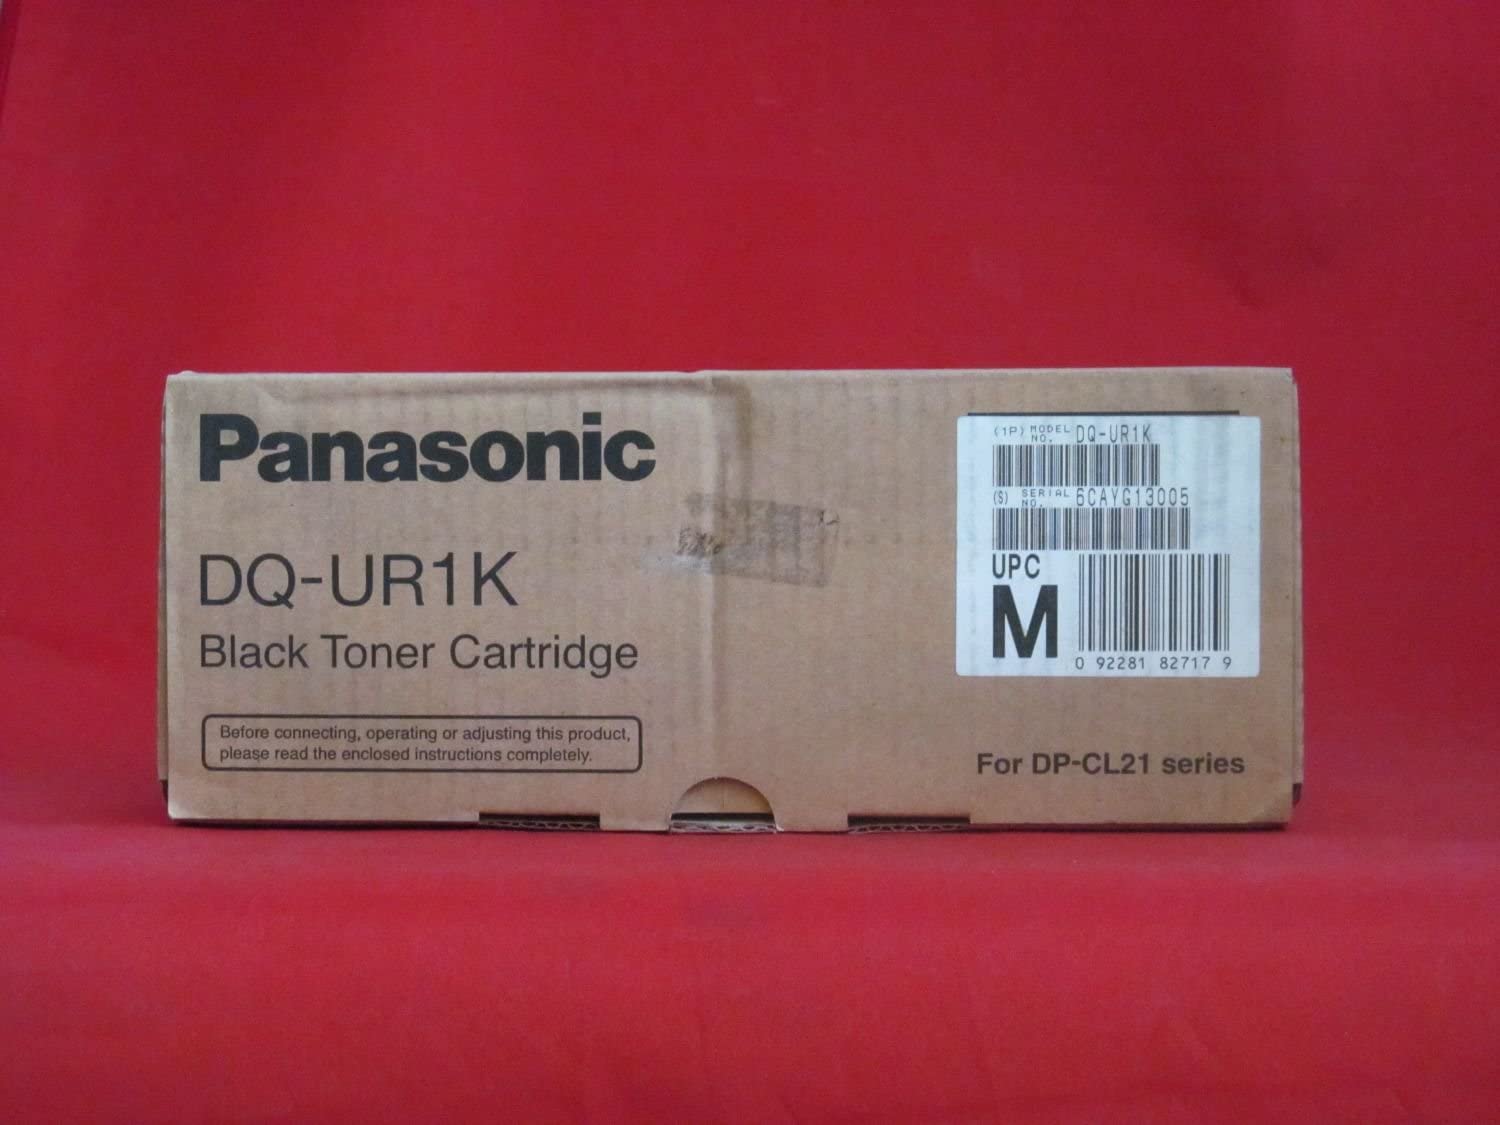 Panasonic
DQ-UR1K
Black Toner Cartridge
Before connecting, operating or adjusting this product,
please read the enclosed instructions completely.
(1P) MODEL NO. DQ-UR1K
(S) SERIAL NO. 6CAYG13005
UPC
M
0 92281 82717 9
For DP-CL21 series